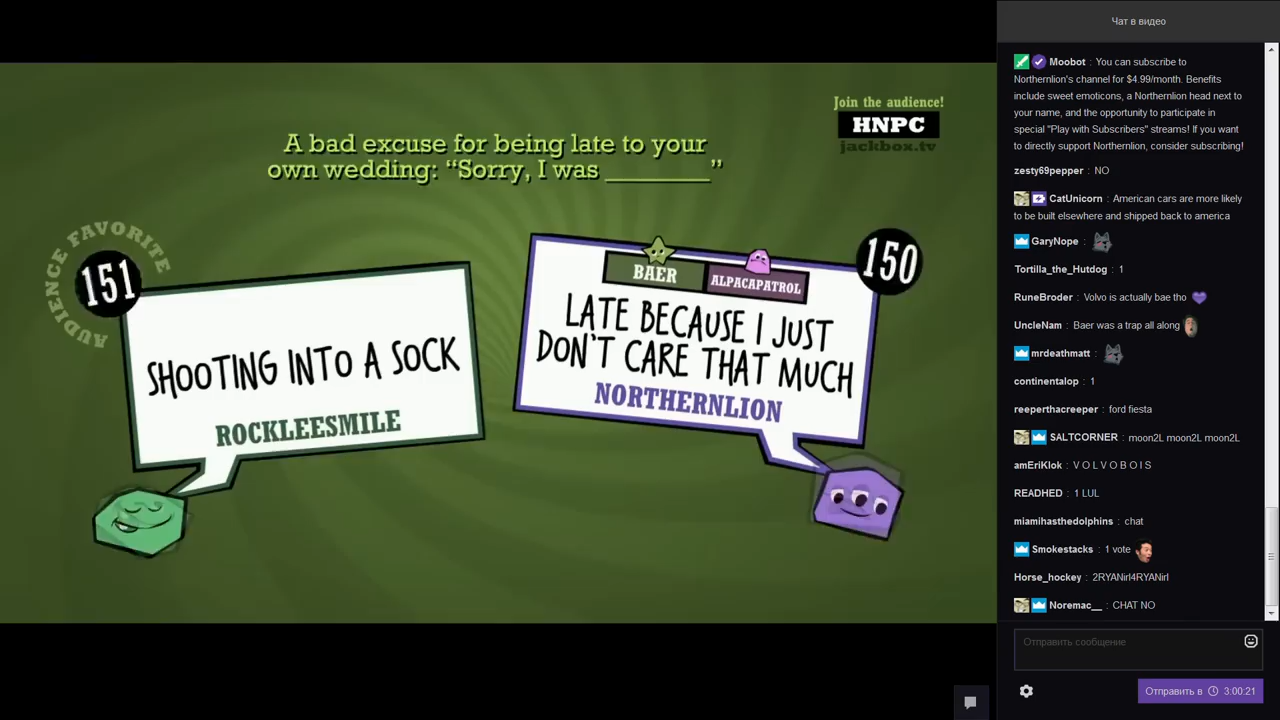 Join the audience!
HNPC
jackbox.tv
A bad excuse for being late to your
own wedding: “Sorry, I was ________”
AUDIENCE FAVORITE
151
SHOOTING INTO A SOCK
ROCKLEESMILE
150
BAER
ALPACAPATROL
LATE BECAUSE I JUST
DON'T CARE THAT MUCH
NORTHERNLION
Чат в видео
Moobot : You can subscribe to
Northernlion's channel for $4.99/month. Benefits
include sweet emoticons, a Northernlion head next to
your name, and the opportunity to participate in
special "Play with Subscribers" streams! If you want
to directly support Northernlion, consider subscribing!
zesty69pepper : NO
CatUnicorn : American cars are more likely
to be built elsewhere and shipped back to america
GaryNope :
Tortilla_the_Hutdog : 1
RuneBroder : Volvo is actually bae tho
UncleNam : Baer was a trap all along
mrdeathmatt :
continentalop : 1
reeperthacreeper : ford fiesta
SALTCORNER : moon2L moon2L moon2L
amEriKlok : V O L V O B O I S
READHED : 1 LUL
miamihasthedolphins : chat
Smokestacks : 1 vote
Horse_hockey : 2RYANirl4RYANirl
Noremac__ : CHAT NO
Отправить сообщение
Отправить в 3:00:21